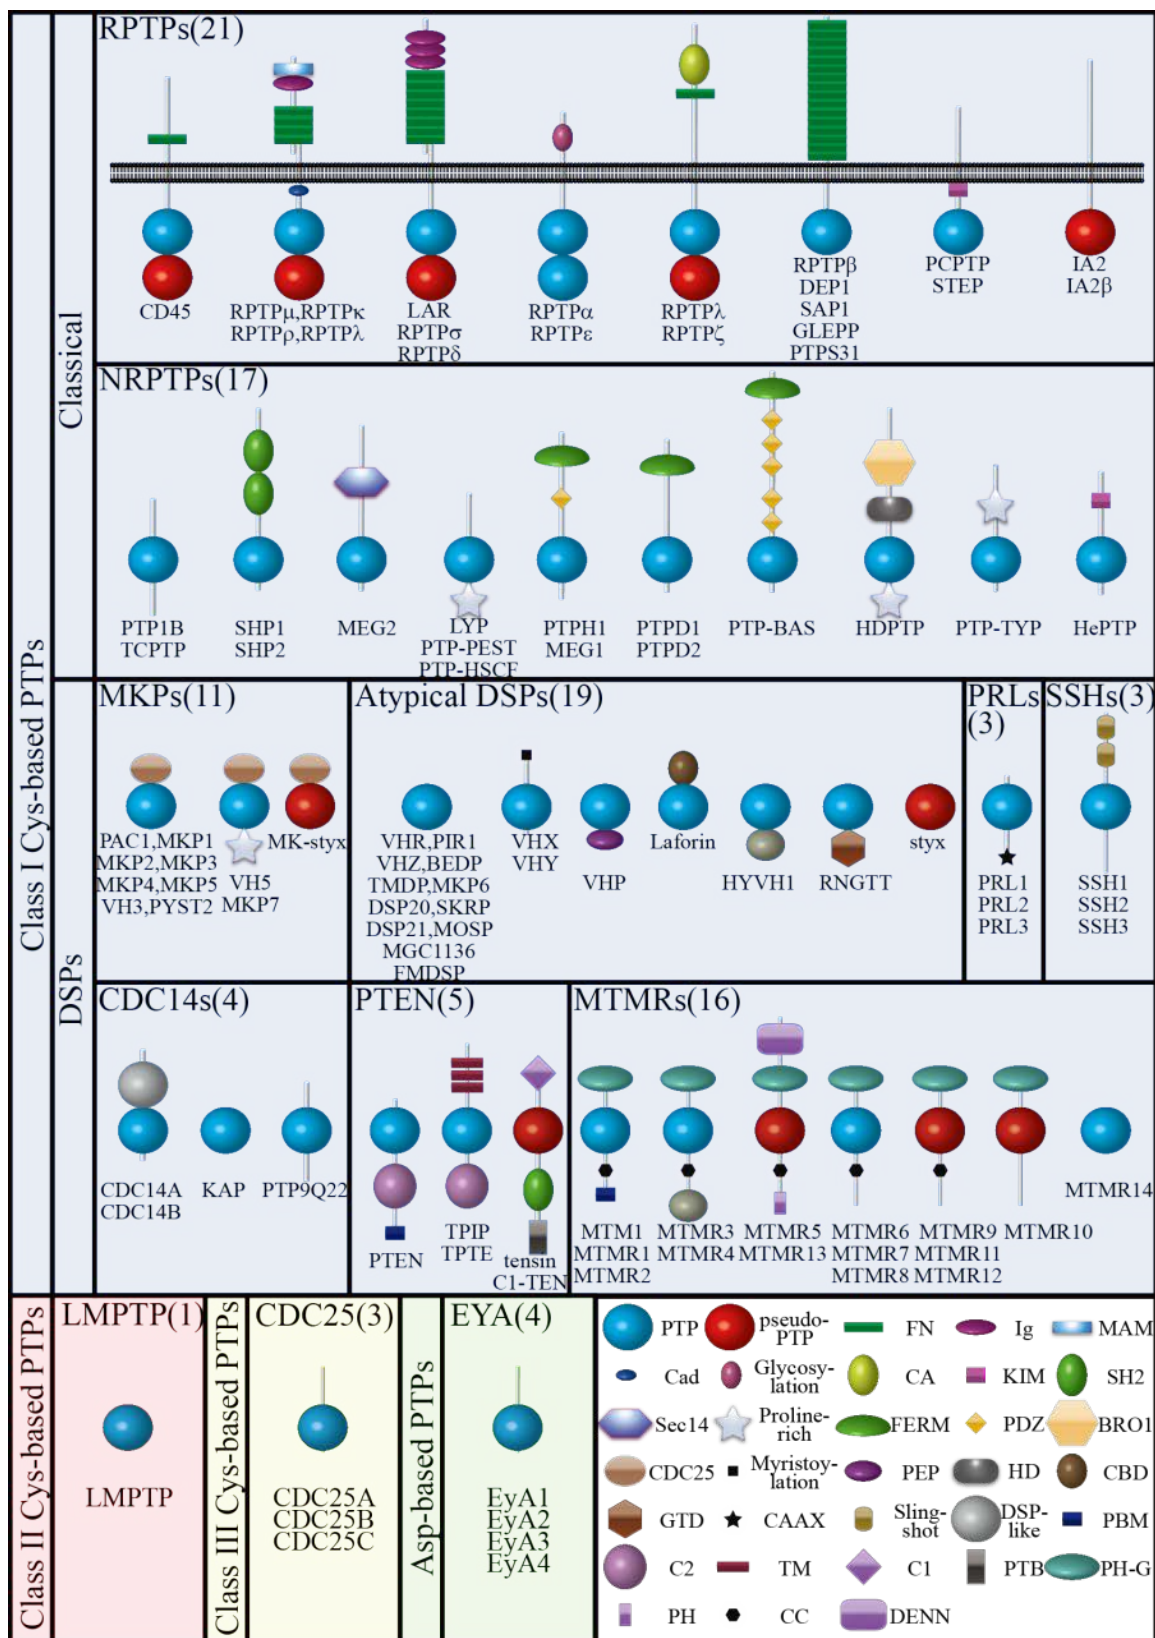 Class I Cys-based PTPs
Classical
RPTPs(21)
CD45
RPTPμ,RPTPκ
RPTPρ,RPTPλ
LAR
RPTPσ
RPTPδ
RPTPα
RPTPε
RPTPλ
RPTPζ
RPTPβ
DEP1
SAP1
GLEPP
PTPS31
PCPTP
STEP
IA2
IA2β
NRPTPs(17)
PTP1B
TCPTP
SHP1
SHP2
MEG2
LYP
PTP-PEST
PTP-HSCF
PTPH1
MEG1
PTPD1
PTPD2
PTP-BAS
HDPTP
PTP-TYP
HePTP
DSPs
MKPs(11)
PAC1,MKP1
MKP2,MKP3
MKP4,MKP5
VH3,PYST2
VH5
MKP7
MK-styx
Atypical DSPs(19)
VHR,PIR1
VHZ,BEDP
TMDP,MKP6
DSP20,SKRP
DSP21,MOSP
MGC1136
FMDSP
VHX
VHY
VHP
Laforin
HYVH1
RNGTT
styx
PRLs
(3)
PRL1
PRL2
PRL3
SSHs(3)
SSH1
SSH2
SSH3
CDC14s(4)
CDC14A
CDC14B
KAP
PTP9Q22
PTEN(5)
PTEN
TPIP
TPTE
tensin
C1-TEN
MTMRs(16)
MTM1
MTMR1
MTMR2
MTMR3
MTMR4
MTMR5
MTMR13
MTMR6
MTMR7
MTMR8
MTMR9
MTMR11
MTMR12
MTMR10
MTMR14
Class II Cys-based PTPs
LMPTP(1)
LMPTP
Class III Cys-based PTPs
CDC25(3)
CDC25A
CDC25B
CDC25C
Asp-based PTPs
EYA(4)
EyA1
EyA2
EyA3
EyA4
PTP
pseudo-
PTP
FN
Ig
MAM
Cad
Glycosy-
lation
CA
KIM
SH2
Sec14
Proline-
rich
FERM
PDZ
BRO1
CDC25
Myristoy-
lation
PEP
HD
CBD
GTD
CAAX
Sling-
shot
DSP-
like
PBM
C2
TM
C1
PTB
PH-G
PH
CC
DENN